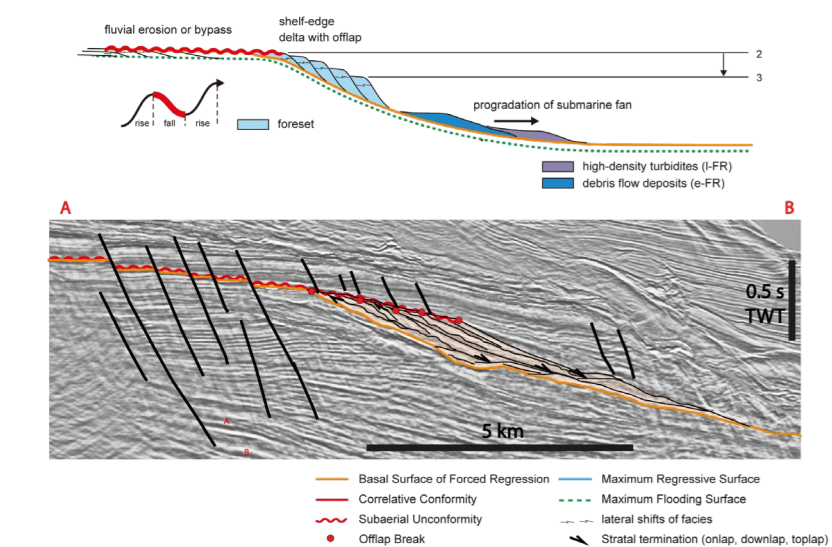 shelf-edge
fluvial erosion or bypass
delta with offlap
2
3
progradation of submarine fan
rise
fall
rise
foreset
high-density turbidites (l-FR)
debris flow deposits (e-FR)
A
B
0.5 s
TWT
A
B
5 km
Basal Surface of Forced Regression
Maximum Regressive Surface
Correlative Conformity
Maximum Flooding Surface
Subaerial Unconformity
lateral shifts of facies
Offlap Break
Stratal termination (onlap, downlap, toplap)